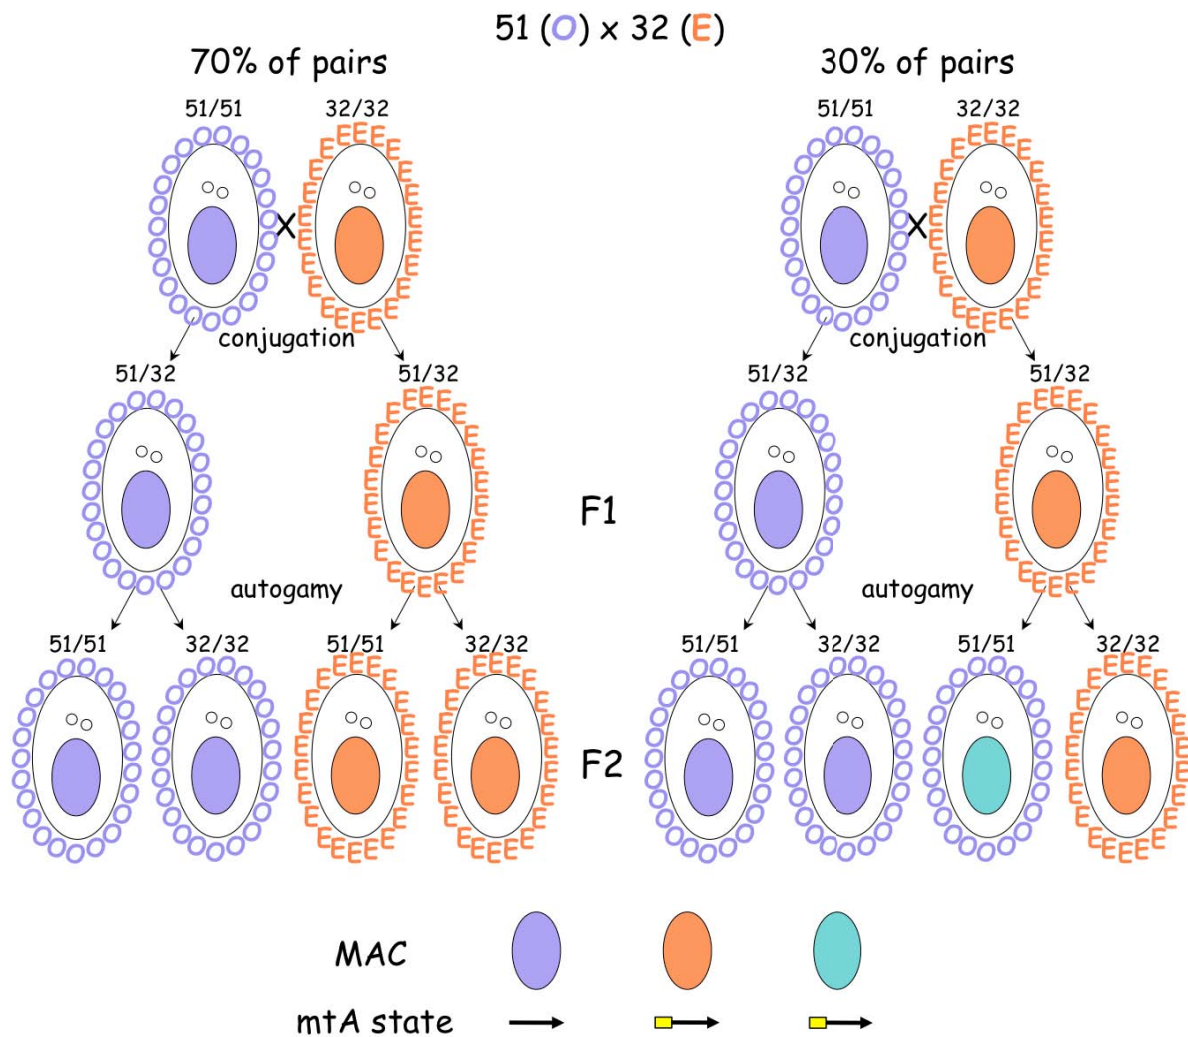 51 (O) x 32 (E)
70% of pairs
30% of pairs
51/51 32/32
51/51 32/32
X
X
conjugation
conjugation
51/32 51/32
51/32 51/32
F1
autogamy
autogamy
51/51 32/32 51/51 32/32
51/51 32/32 51/51 32/32
F2
MAC
mtA state